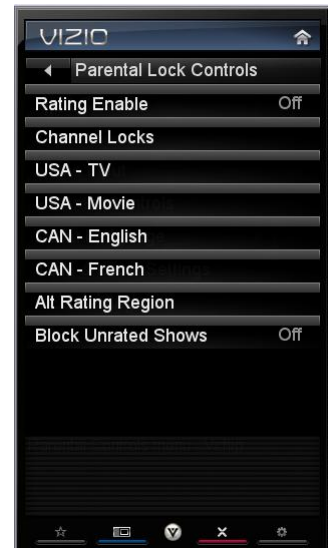 VIZIO
Parental Lock Controls
Rating Enable Off
Channel Locks
USA - TV
USA - Movie
CAN - English
CAN - French
Alt Rating Region
Block Unrated Shows Off